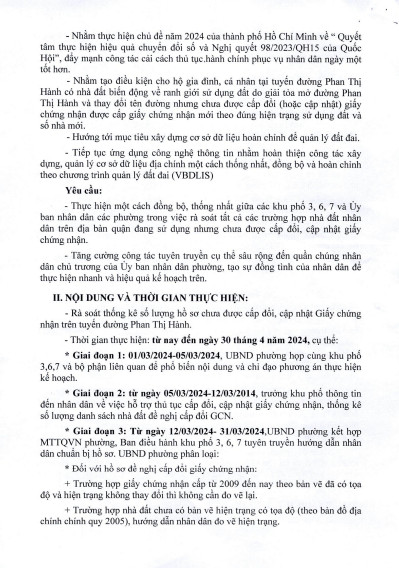 - Nhằm thực hiện chủ đề năm 2024 của thành phố Hồ Chí Minh về “ Quyết
tâm thực hiện hiệu quả chuyển đổi số và Nghị quyết 98/2023/QH15 của Quốc
Hội”, đẩy mạnh công tác cải cách thủ tục.hành chính phục vụ nhân dân ngày một
tốt hơn.
- Nhằm tạo điều kiện cho hộ gia đình, cá nhân tại tuyến đường Phan Thị
Hành có nhà đất biến động về ranh giới sử dụng đất do giải tỏa mở đường Phan
Thị Hành và thay đổi tên đường nhưng chưa được cấp đổi (hoặc cập nhật) giấy
chứng nhận được cấp giấy chứng nhận mới theo đúng hiện trạng sử dụng đất và
số nhà mới.
- Hướng tới mục tiêu xây dựng cơ sở dữ liệu hoàn chỉnh để quản lý đất đai.
- Tiếp tục ứng dụng công nghệ thông tin nhằm hoàn thiện công tác xây
dựng, quản lý cơ sở dữ liệu địa chính một cách thống nhất, đồng bộ và hoàn chỉnh
theo chương trình quản lý đất đai (VBDLIS)
Yêu cầu:
- Thực hiện một cách đồng bộ, thống nhất giữa các khu phố 3, 6, 7 và Ủy
ban nhân dân các phường trong việc rà soát tất cả các trường hợp nhà đất nhân
dân trên địa bàn quận đang sử dụng nhưng chưa được cấp đổi, cập nhật giấy
chứng nhận.
- Tăng cường công tác tuyên truyền cụ thể sâu rộng đến quần chúng nhân
dân chủ trương của Ủy ban nhân dân phường, tạo sự đồng tình của nhân dân để
thực hiện nhanh và hiệu quả kế hoạch trên.
II. NỘI DUNG VÀ THỜI GIAN THỰC HIỆN:
- Rà soát thống kê số lượng hồ sơ chưa được cấp đổi, cập nhật Giấy chứng
nhận trên tuyến đường Phan Thị Hành.
- Thời gian thực hiện: từ nay đến ngày 30 tháng 4 năm 2024, cụ thể:
* Giai đoạn 1: 01/03/2024-05/03/2024, UBND phường họp cùng khu phố
3,6,7 và bộ phận liên quan để phổ biến nội dung và chỉ đạo phương án thực hiện
kế hoạch.
* Giai đoạn 2: từ ngày 05/03/2024-12/03/2014, trưởng khu phố thông tin
đến nhân dân về việc hỗ trợ thủ tục cấp đổi, cập nhật giấy chứng nhận, thống kê
số lượng danh sách nhà đất đề nghị cấp đổi GCN.
* Giai đoạn 3: Từ ngày 12/03/2024- 31/03/2024,UBND phường kết hợp
MTTQVN phường, Ban điều hành khu phố 3, 6, 7 tuyên truyền hướng dẫn nhân
dân chuẩn bị hồ sơ. UBND phường phân loại:
* Đối với hồ sơ đề nghị cấp đổi giấy chứng nhận:
+ Trường hợp giấy chứng nhận cấp từ 2009 đến nay theo bản vẽ đã có tọa
độ và hiện trạng không thay đổi thì không cần đo vẽ lại.
+ Trường hợp nhà đất chưa có bản vẽ hiện trạng có tọa độ (theo bản đồ địa
chính chính quy 2005), hướng dẫn nhân dân đo vẽ hiện trạng.